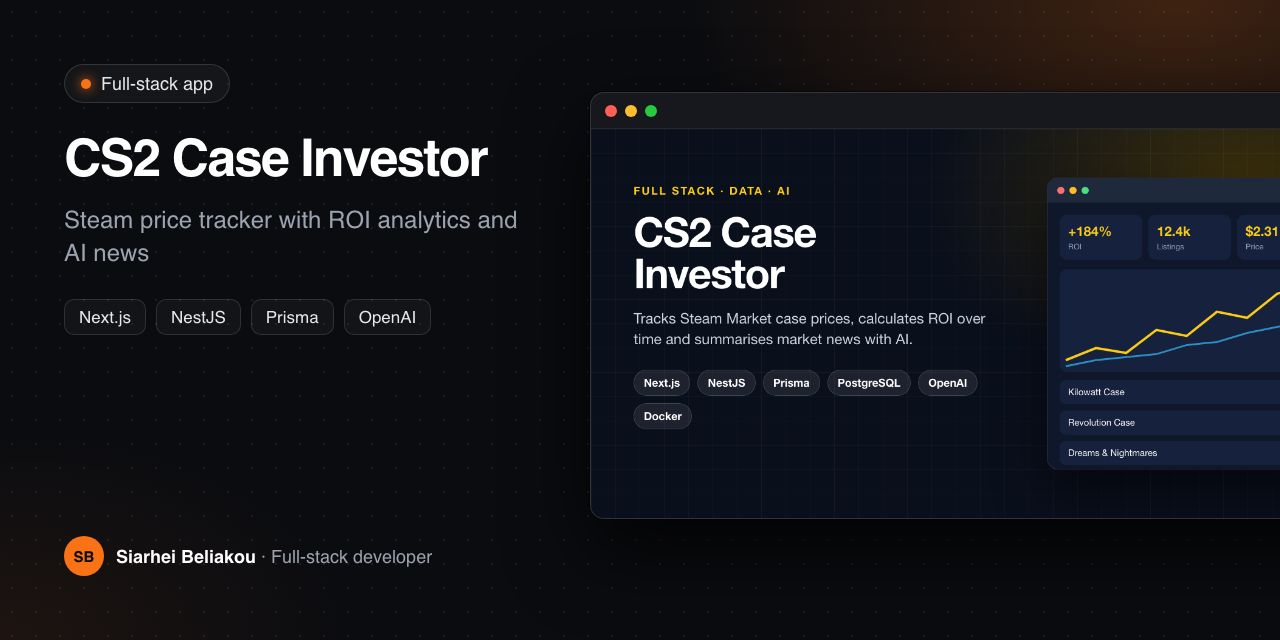 Full-stack app
CS2 Case Investor
Steam price tracker with ROI analytics and
AI news
Next.js NestJS Prisma OpenAI
SB Siarhei Beliakou · Full-stack developer
FULL STACK · DATA · AI
CS2 Case
Investor
Tracks Steam Market case prices, calculates ROI over
time and summarises market news with AI.
Next.js NestJS Prisma PostgreSQL OpenAI
Docker
+184% 12.4k $2.31
ROI Listings Price
Kilowatt Case
Revolution Case
Dreams & Nightmares